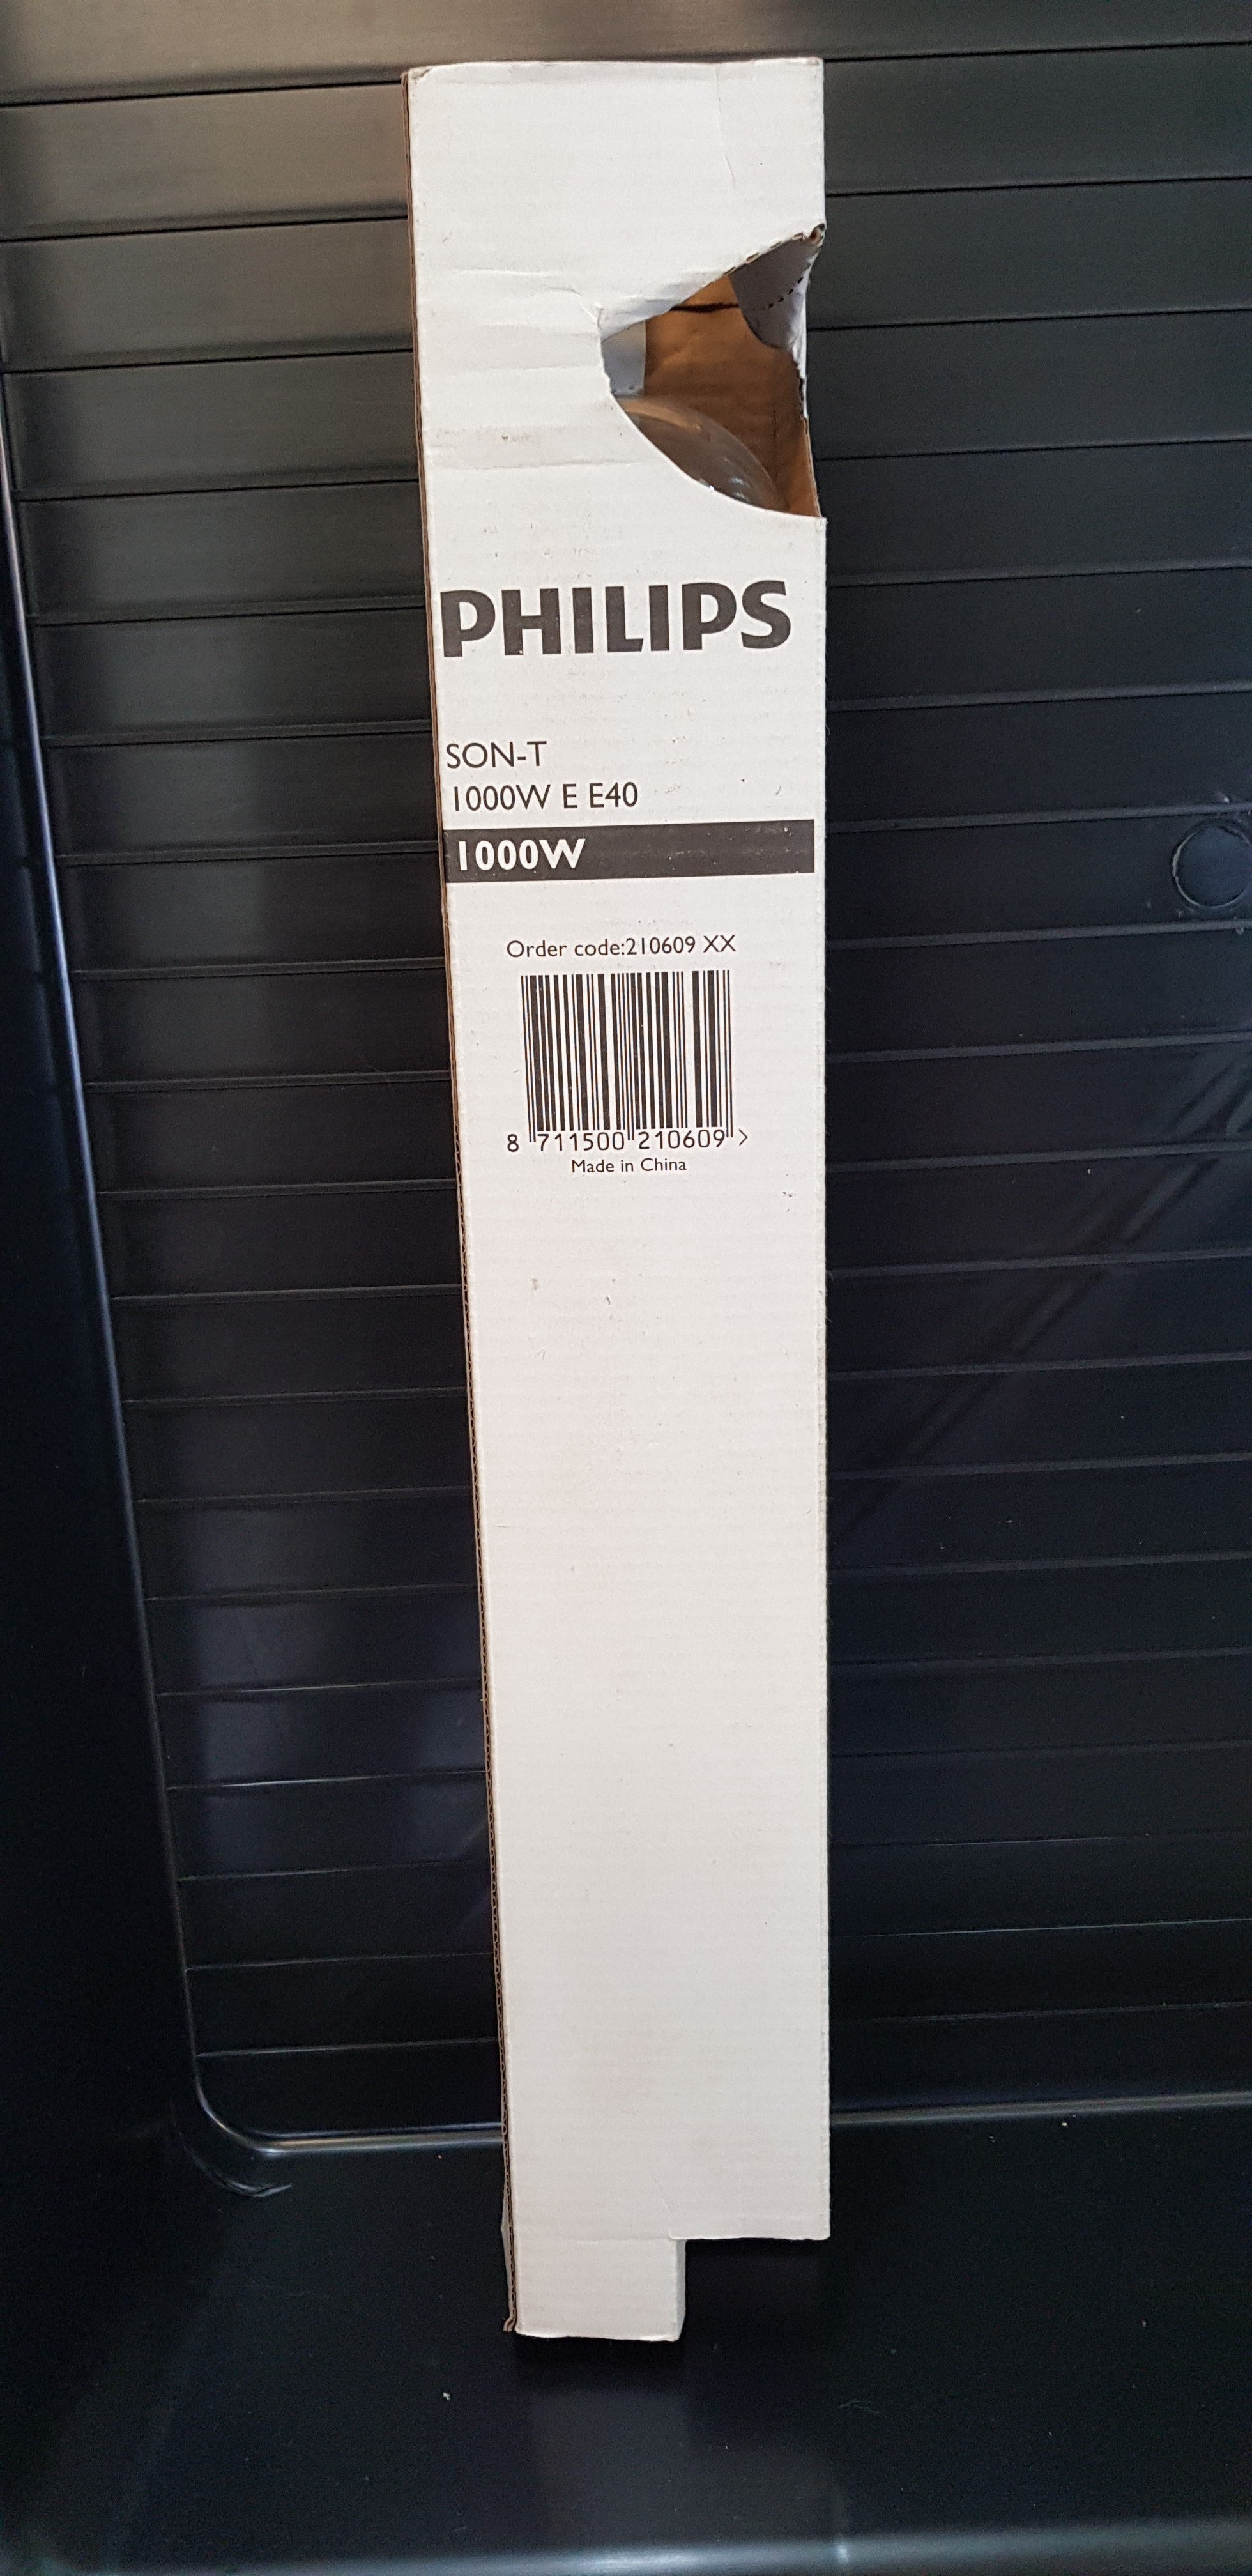 PHILIPS
SON-T
1000W E E40
1000W
Order code:210609 XX
8 711500 210609 >
Made in China